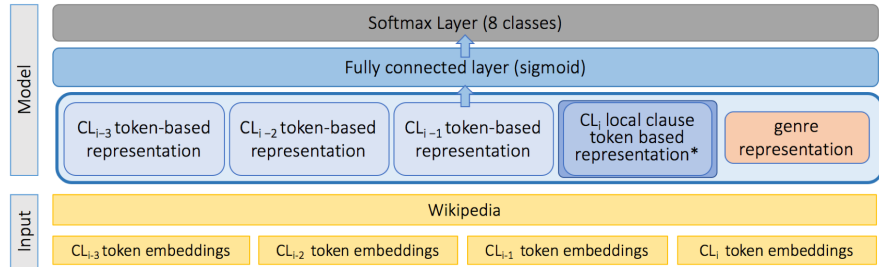 Model
Softmax Layer (8 classes)
Fully connected layer (sigmoid)
CLi-3 token-based
representation
CLi-2 token-based
representation
CLi-1 token-based
representation
CLi local clause
token based
representation*
genre
representation
Input
Wikipedia
CLi-3 token embeddings
CLi-2 token embeddings
CLi-1 token embeddings
CLi token embeddings